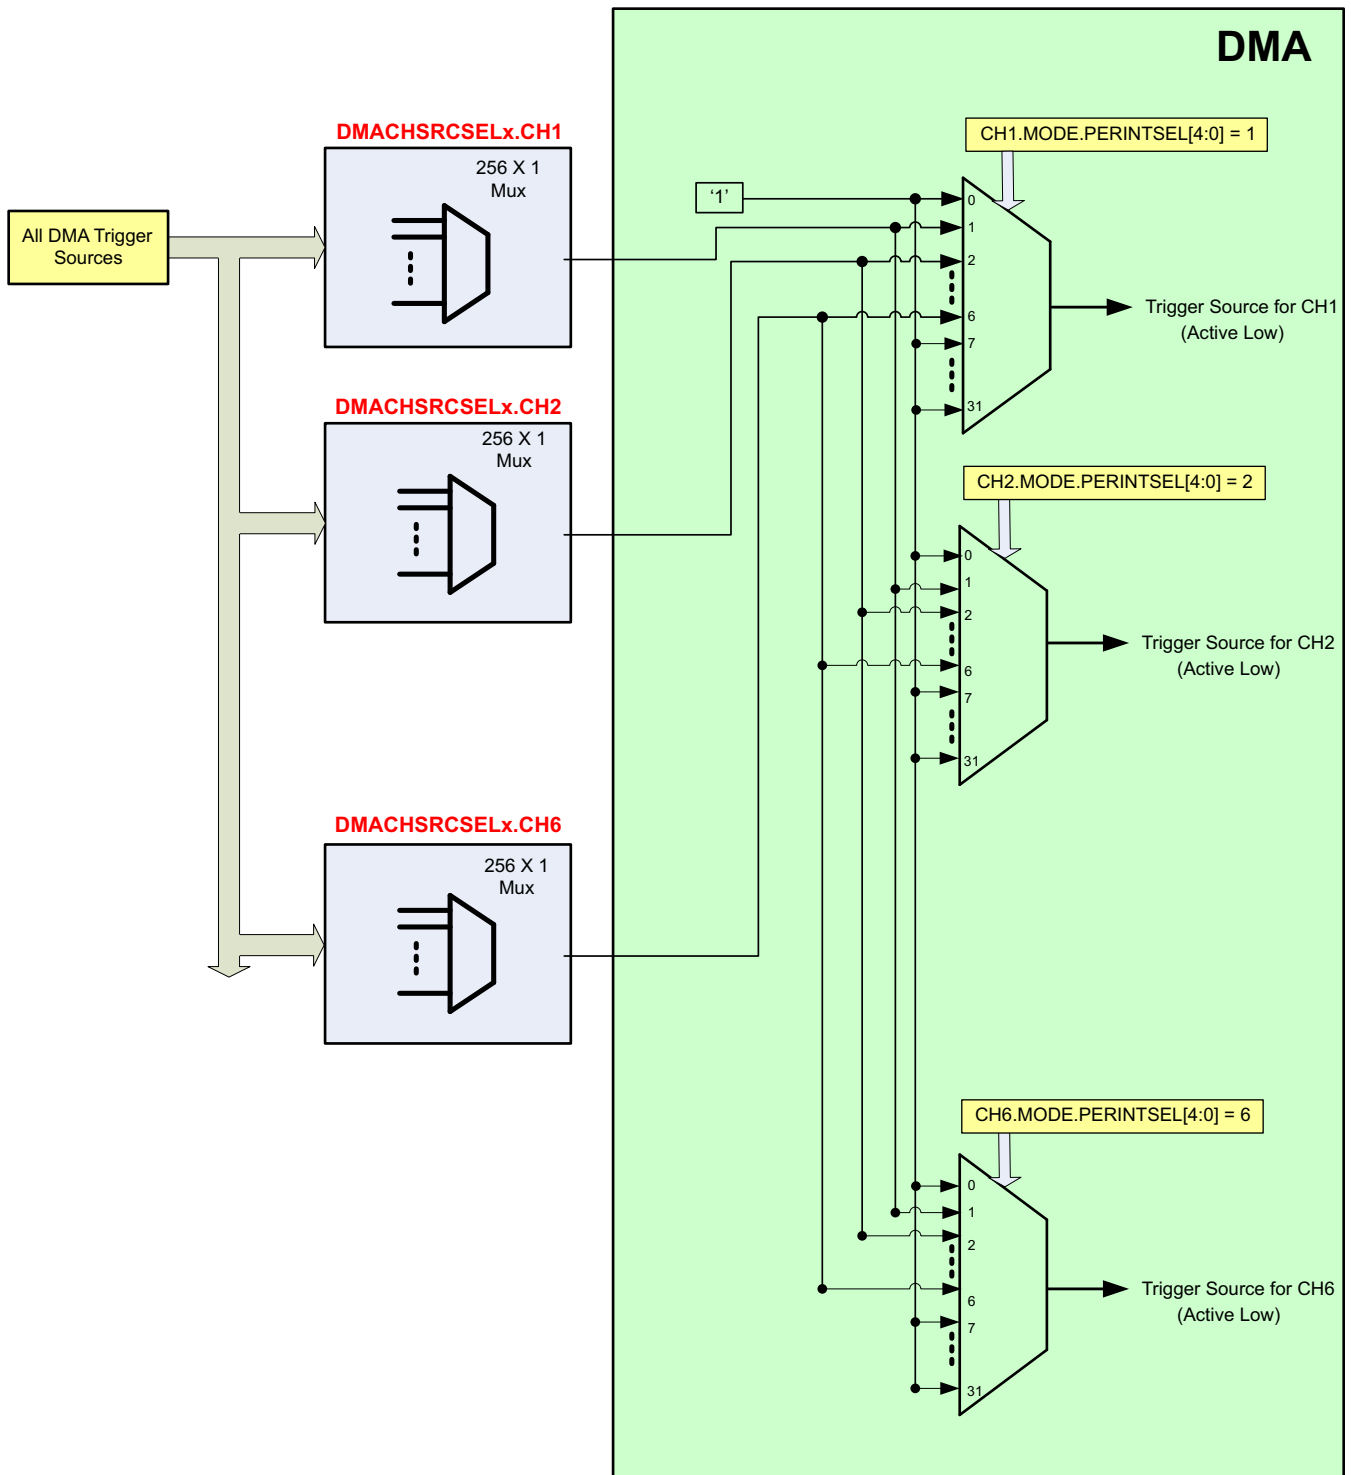 DMA
DMACHSRCSELx.CH1
256 X 1
Mux
All DMA Trigger
Sources
'1'
CH1.MODE.PERINTSEL[4:0] = 1
0
1
2
6
7
31
Trigger Source for CH1
(Active Low)
DMACHSRCSELx.CH2
256 X 1
Mux
CH2.MODE.PERINTSEL[4:0] = 2
0
1
2
6
7
31
Trigger Source for CH2
(Active Low)
DMACHSRCSELx.CH6
256 X 1
Mux
CH6.MODE.PERINTSEL[4:0] = 6
0
1
2
6
7
31
Trigger Source for CH6
(Active Low)